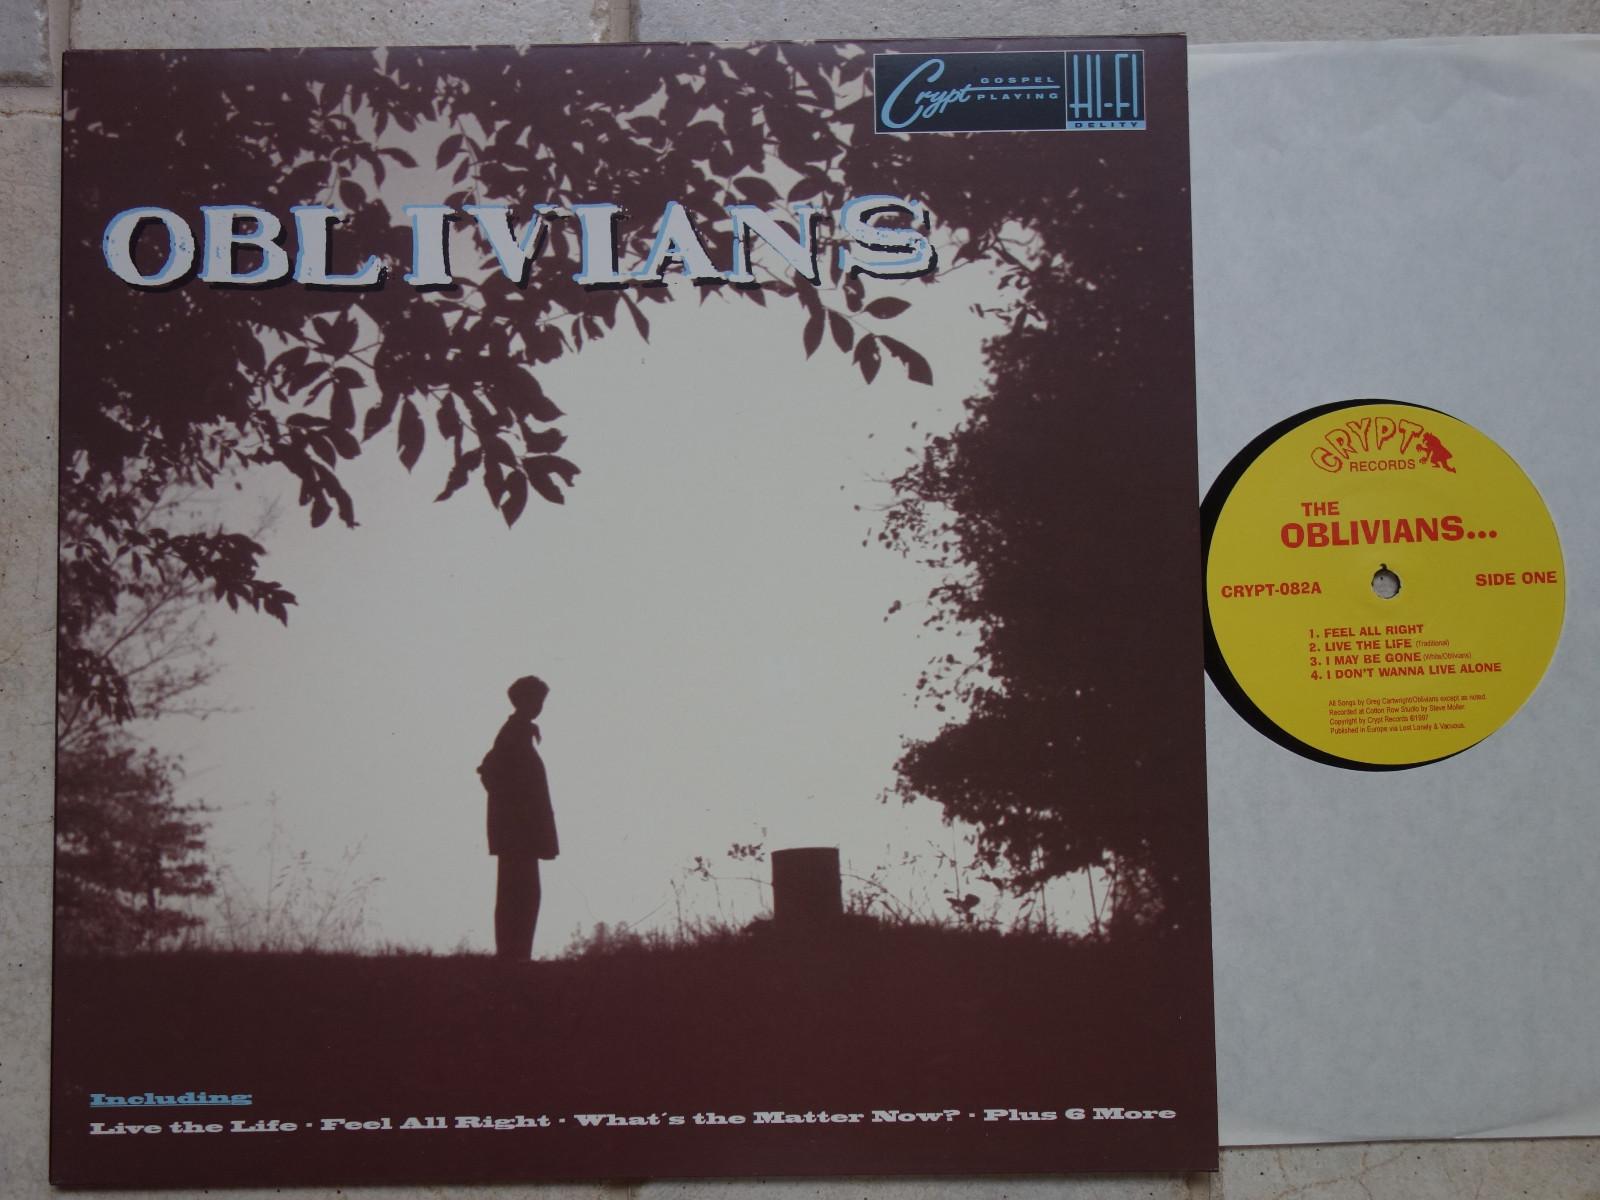 Crypt
GOSPEL
PLAYING
HI-FI
DELITY
OBLIVIANS
Including
Live the Life · Feel All Right · What's the Matter Now? · Plus 6 More
CRYPT
RECORDS
THE
OBLIVIANS...
CRYPT-082A
SIDE ONE
1. FEEL ALL RIGHT
2. LIVE THE LIFE (Traditional)
3. I MAY BE GONE (White/Oblivians)
4. I DON'T WANNA LIVE ALONE
All Songs by Greg Cartwright/Oblivians except as noted.
Recorded at Cotton Row Studio by Steve Moller.
Copyright by Crypt Records ©1997
Published in Europe via Lost Lonely & Vacuous.